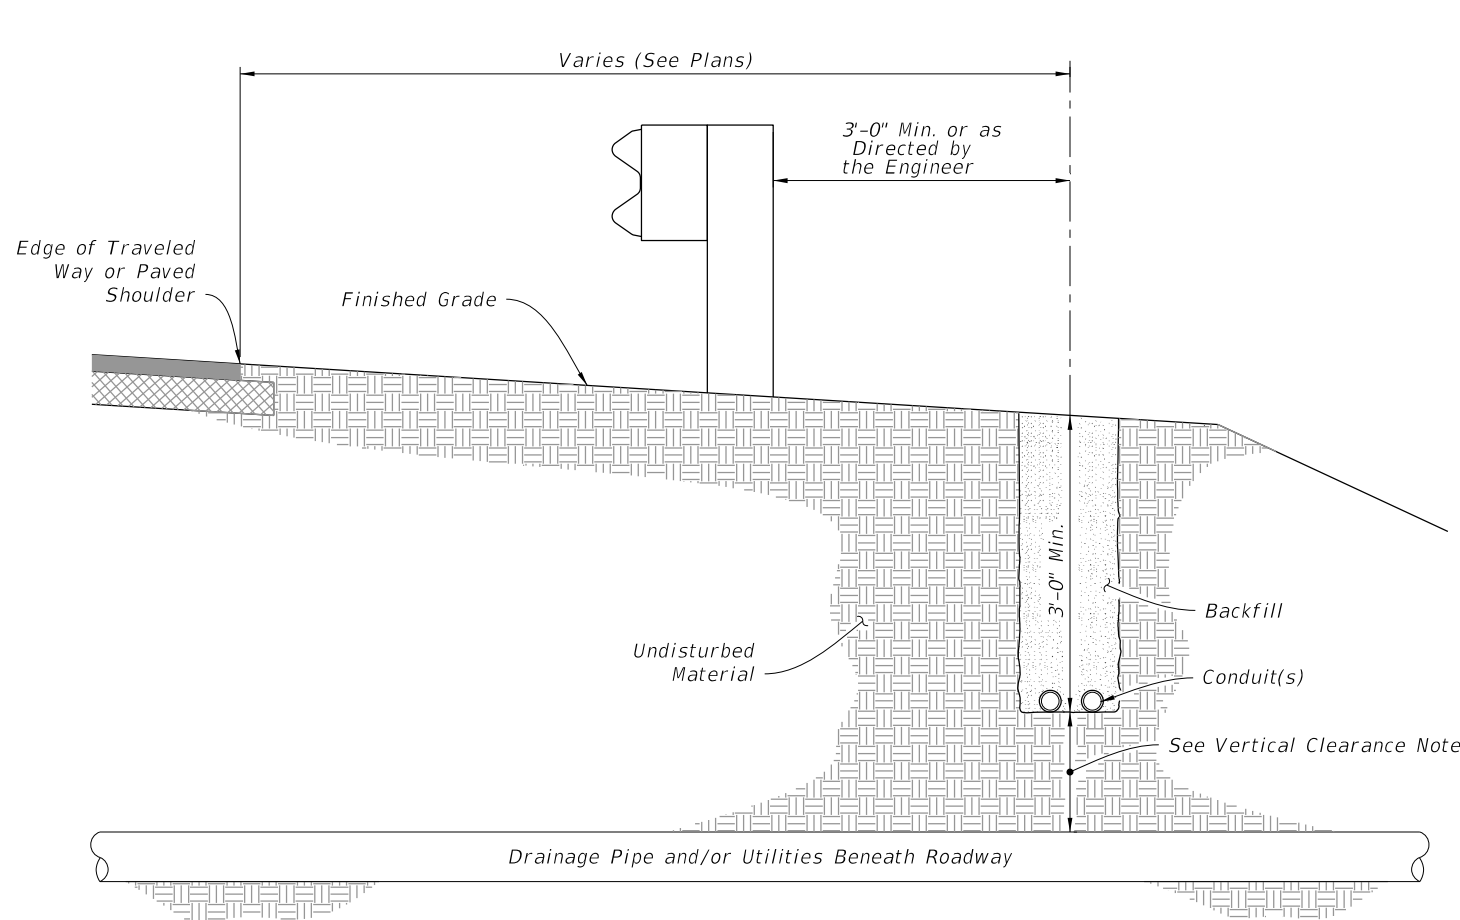 Varies (See Plans)
3'-0" Min. or as
Directed by
the Engineer
Edge of Traveled
Way or Paved
Shoulder
Finished Grade
3'-0" Min.
Backfill
Undisturbed
Material
Conduit(s)
See Vertical Clearance Note
Drainage Pipe and/or Utilities Beneath Roadway